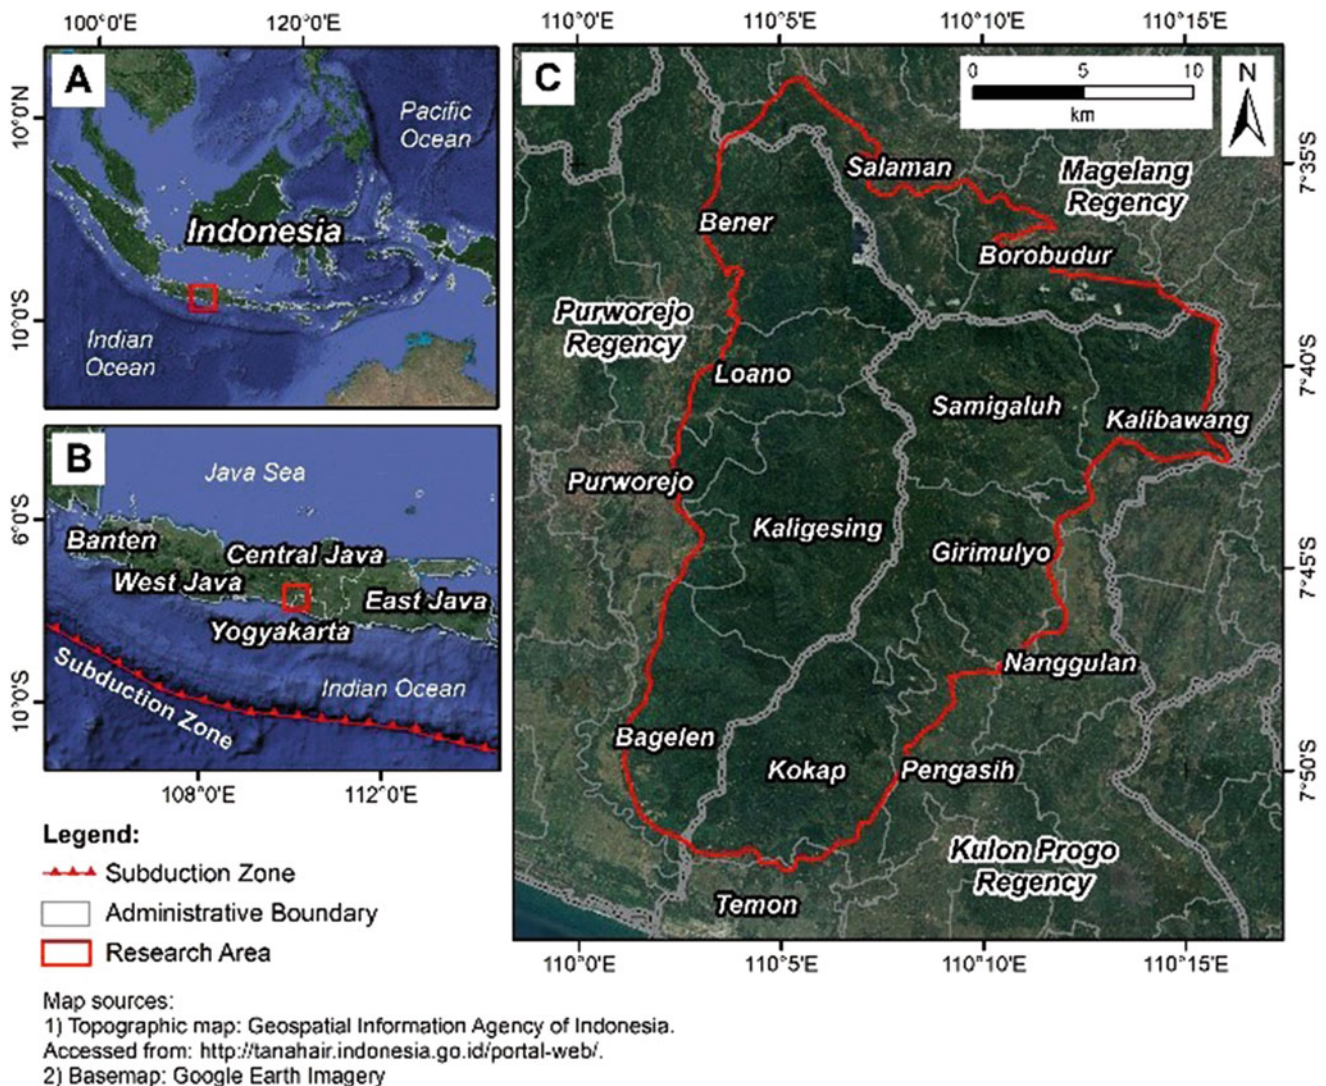 100°0'E
120°0'E
10°0'N
10°0'S
A
Pacific
Ocean
Indonesia
Indian
Ocean
B
Java Sea
6°0'S
10°0'S
Banten
Central Java
West Java
East Java
Yogyakarta
Subduction Zone
Indian Ocean
108°0'E
112°0'E
110°0'E
110°5'E
110°10'E
110°15'E
C
0
5
10
km
N
7°35'S
7°40'S
7°45'S
7°50'S
Salaman
Magelang
Regency
Bener
Borobudur
Purworejo
Regency
Loano
Samigaluh
Kalibawang
Purworejo
Kaligesing
Girimulyo
Nanggulan
Bagelen
Kokap
Pengasih
Kulon Progo
Regency
Temon
110°0'E
110°5'E
110°10'E
110°15'E
Legend:
Subduction Zone
Administrative Boundary
Research Area
Map sources:
1) Topographic map: Geospatial Information Agency of Indonesia.
Accessed from: http://tanahair.indonesia.go.id/portal-web/.
2) Basemap: Google Earth Imagery